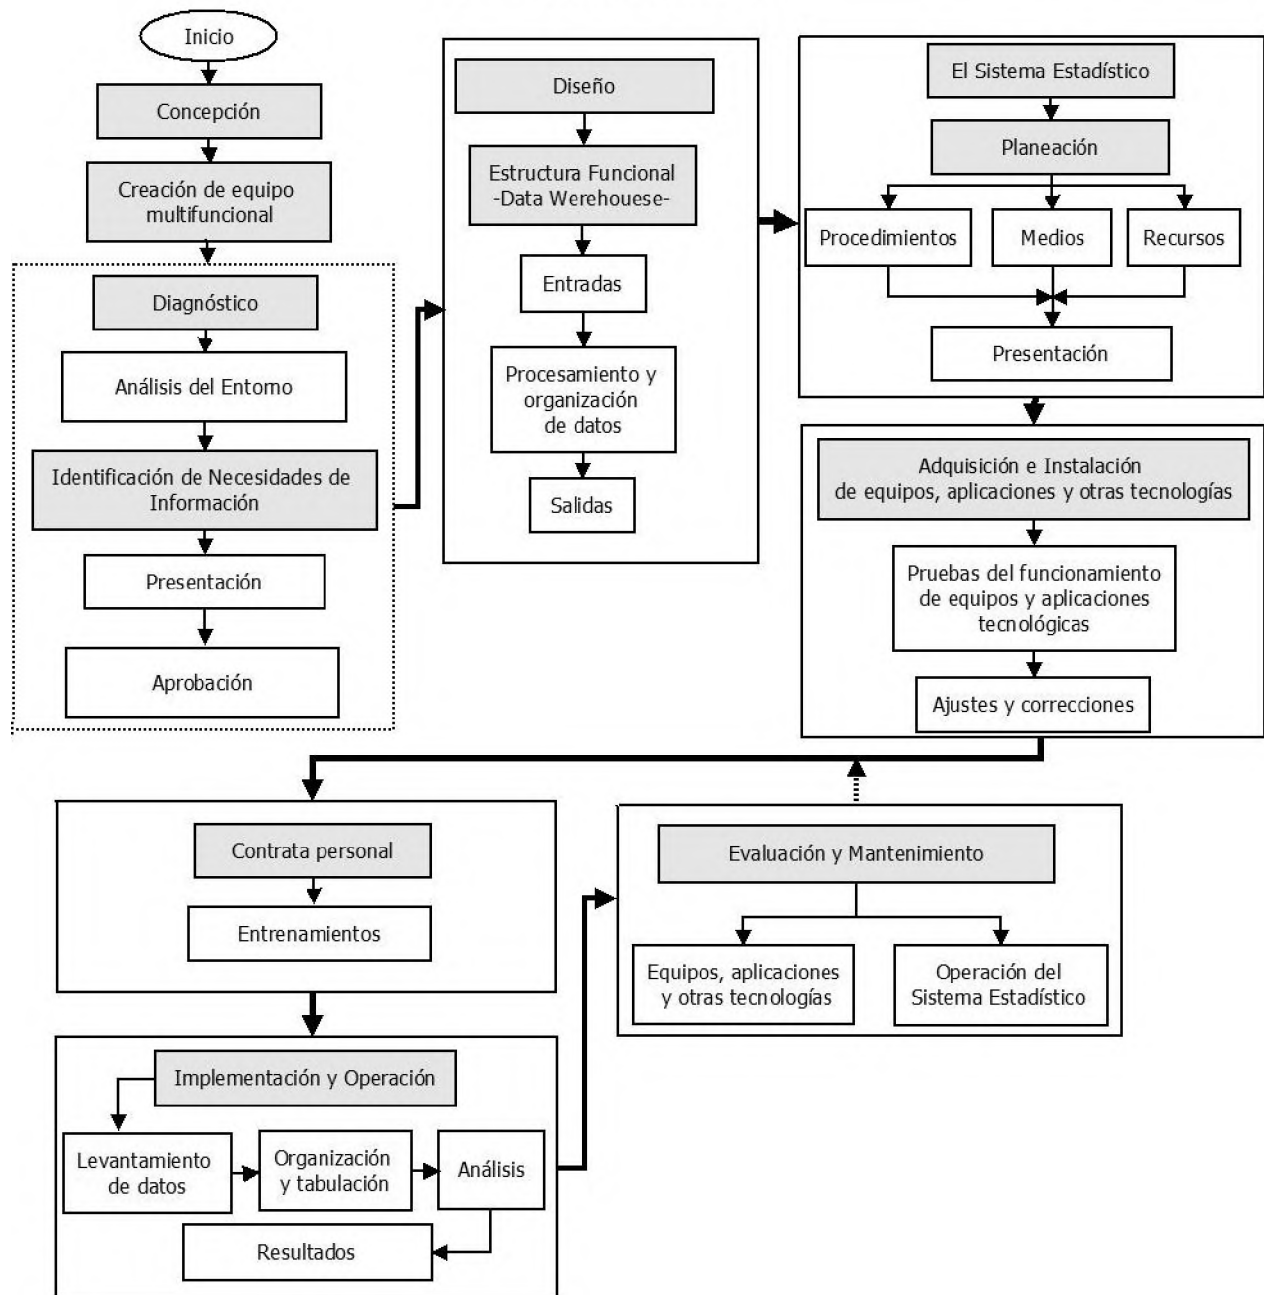 Inicio
Concepción
Creación de equipo
multifuncional
Diagnóstico
Análisis del Entorno
Identificación de Necesidades de
Información
Presentación
Aprobación
Diseño
Estructura Funcional
-Data Werehouese-
Entradas
Procesamiento y
organización
de datos
Salidas
El Sistema Estadístico
Planeación
Procedimientos
Medios
Recursos
Presentación
Adquisición e Instalación
de equipos, aplicaciones y otras tecnologías
Pruebas del funcionamiento
de equipos y aplicaciones
tecnológicas
Ajustes y correcciones
Contrata personal
Entrenamientos
Implementación y Operación
Levantamiento
de datos
Organización
y tabulación
Análisis
Resultados
Evaluación y Mantenimiento
Equipos, aplicaciones
y otras tecnologías
Operación del
Sistema Estadístico